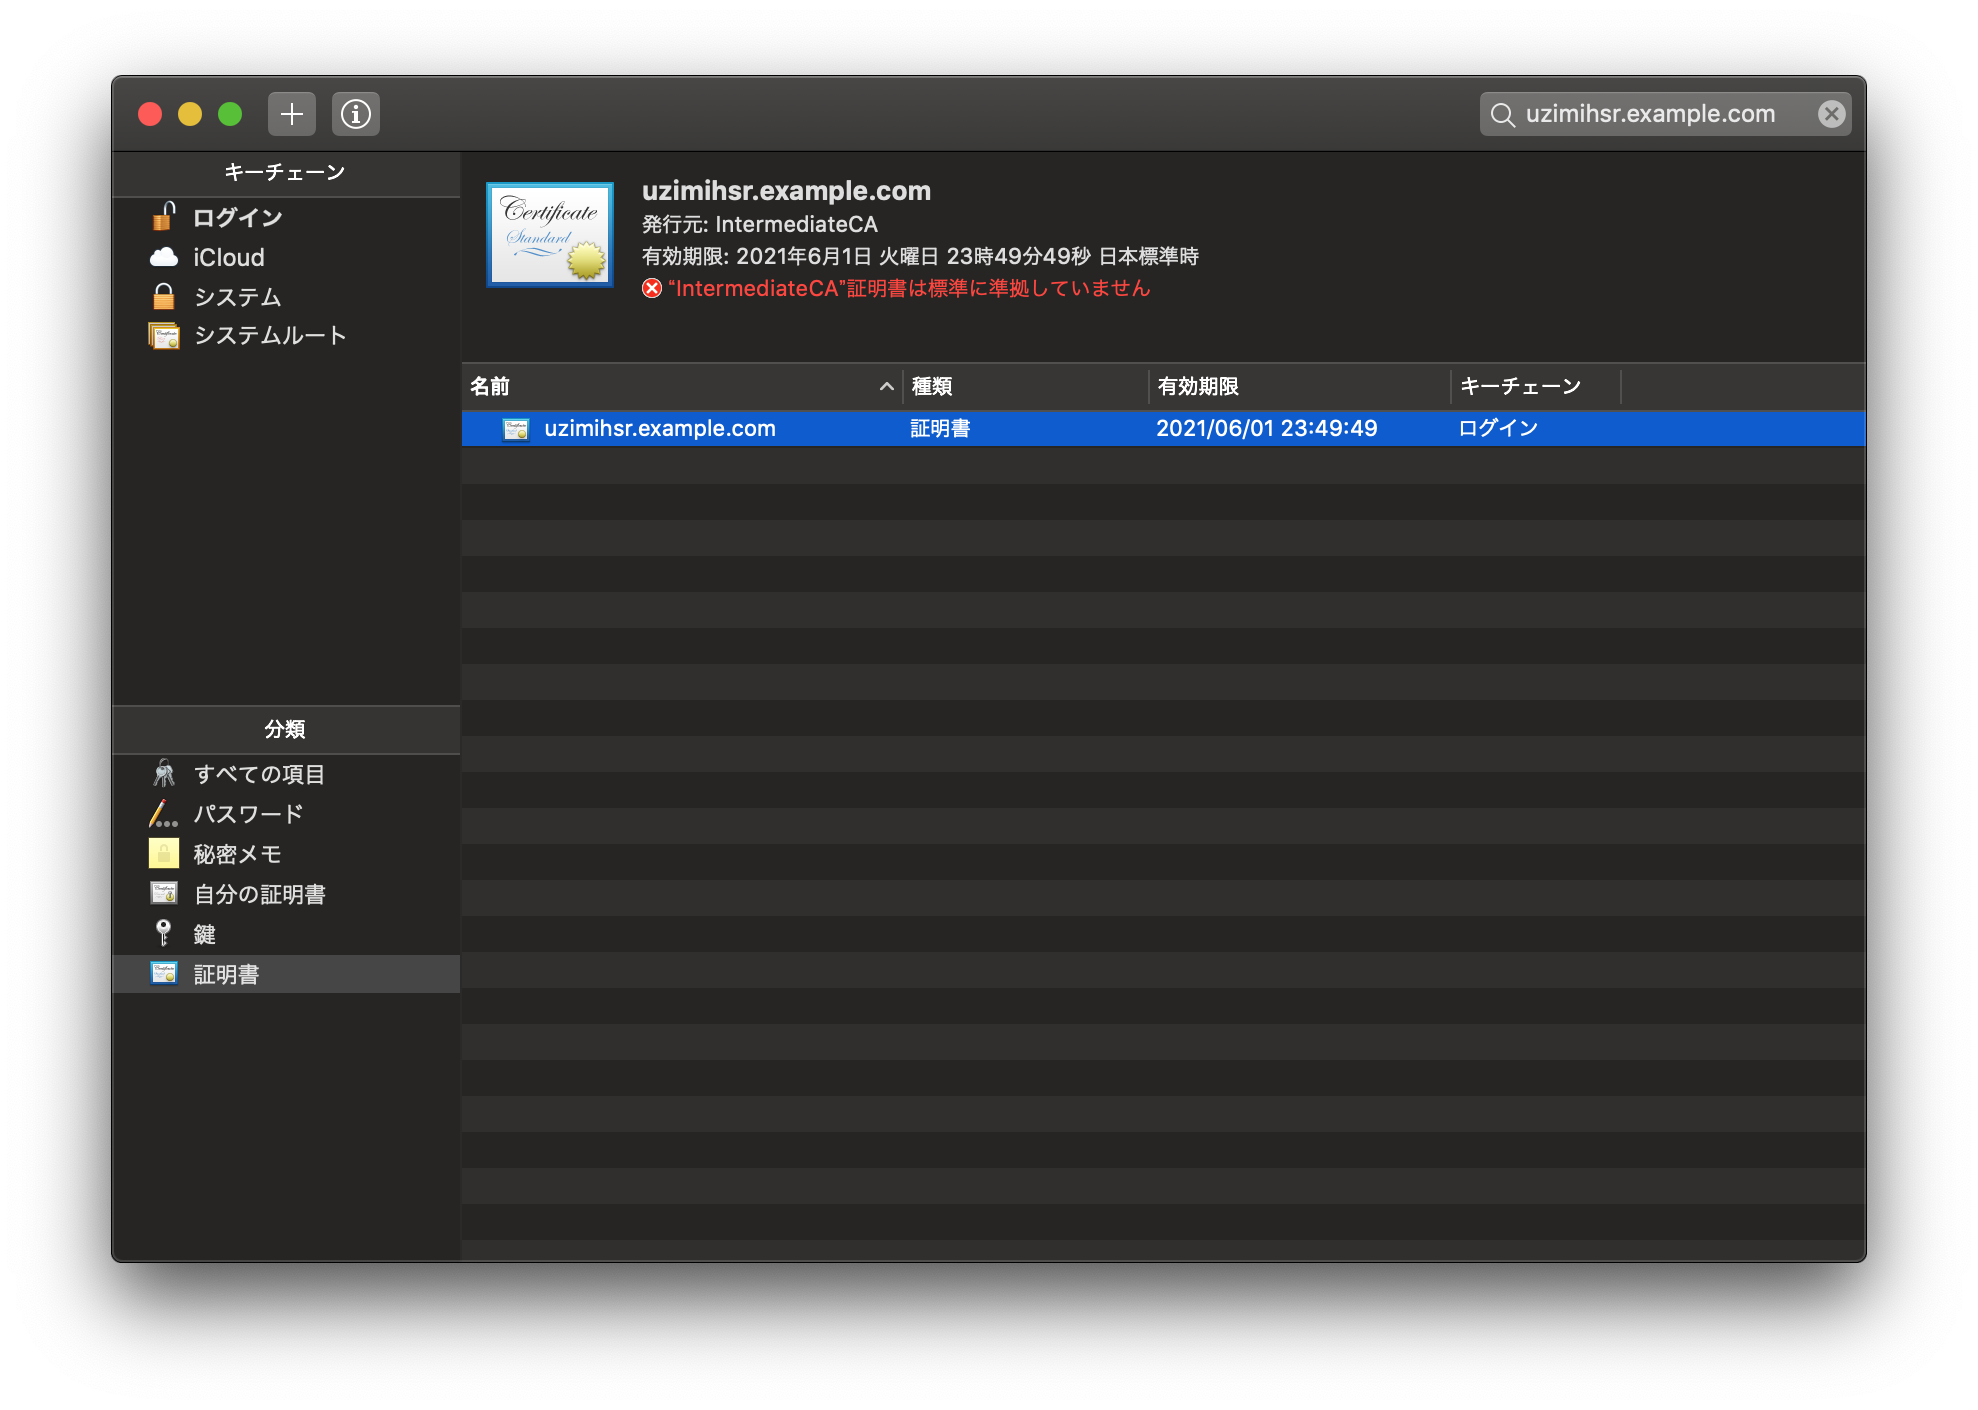 uzimihsr.example.com
キーチェーン
ログイン
iCloud
システム
システムルート
分類
すべての項目
パスワード
秘密メモ
自分の証明書
鍵
証明書
Certificate
Standard
uzimihsr.example.com
発行元: IntermediateCA
有効期限: 2021年6月1日 火曜日 23時49分49秒 日本標準時
“IntermediateCA”証明書は標準に準拠していません
名前 種類 有効期限 キーチェーン
uzimihsr.example.com 証明書 2021/06/01 23:49:49 ログイン